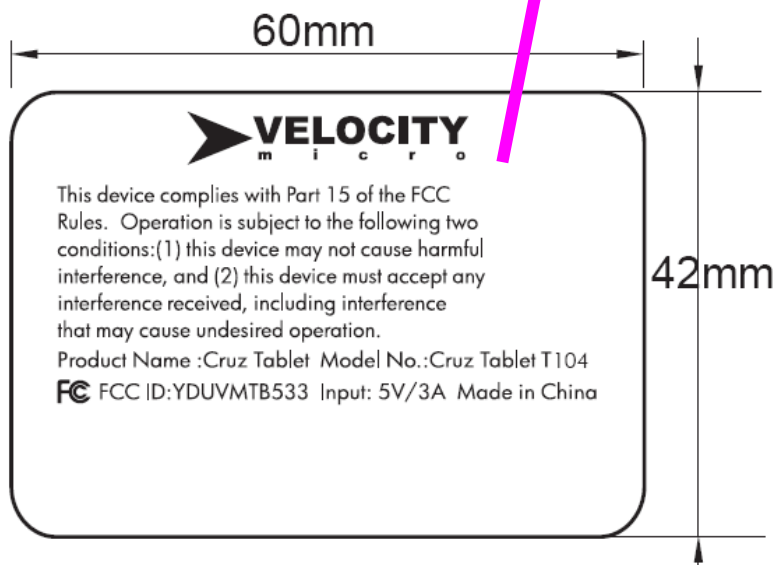 60mm
VELOCITY
micro
This device complies with Part 15 of the FCC
Rules.  Operation is subject to the following two
conditions:(1) this device may not cause harmful
interference, and (2) this device must accept any
interference received, including interference
that may cause undesired operation.
Product Name :Cruz Tablet  Model No.:Cruz Tablet T104
FC FCC ID:YDUVMTB533  Input: 5V/3A  Made in China
42mm